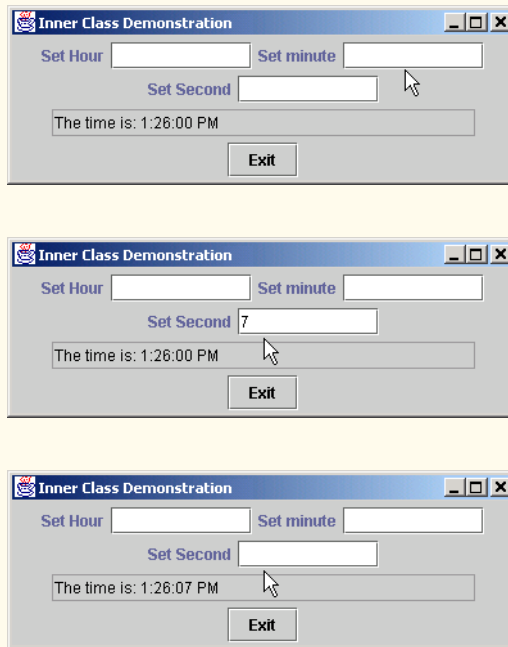 Inner Class Demonstration
Set Hour Set minute
Set Second
The time is: 1:26:00 PM
Exit
Inner Class Demonstration
Set Hour Set minute
Set Second 7
The time is: 1:26:00 PM
Exit
Inner Class Demonstration
Set Hour Set minute
Set Second
The time is: 1:26:07 PM
Exit